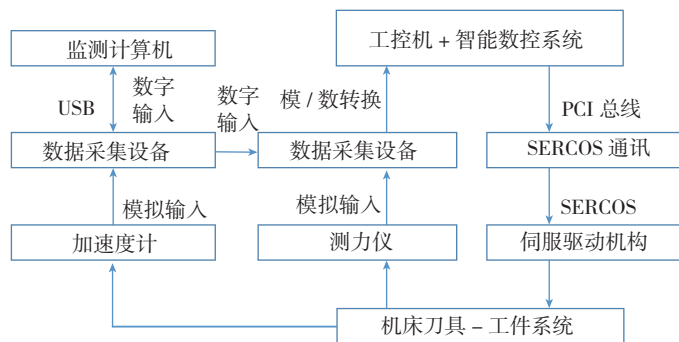 监测计算机
工控机 + 智能数控系统
USB
数字
输入
数字
输入
模 / 数转换
PCI 总线
数据采集设备
数据采集设备
SERCOS 通讯
模拟输入
模拟输入
SERCOS
加速度计
测力仪
伺服驱动机构
机床刀具 – 工件系统